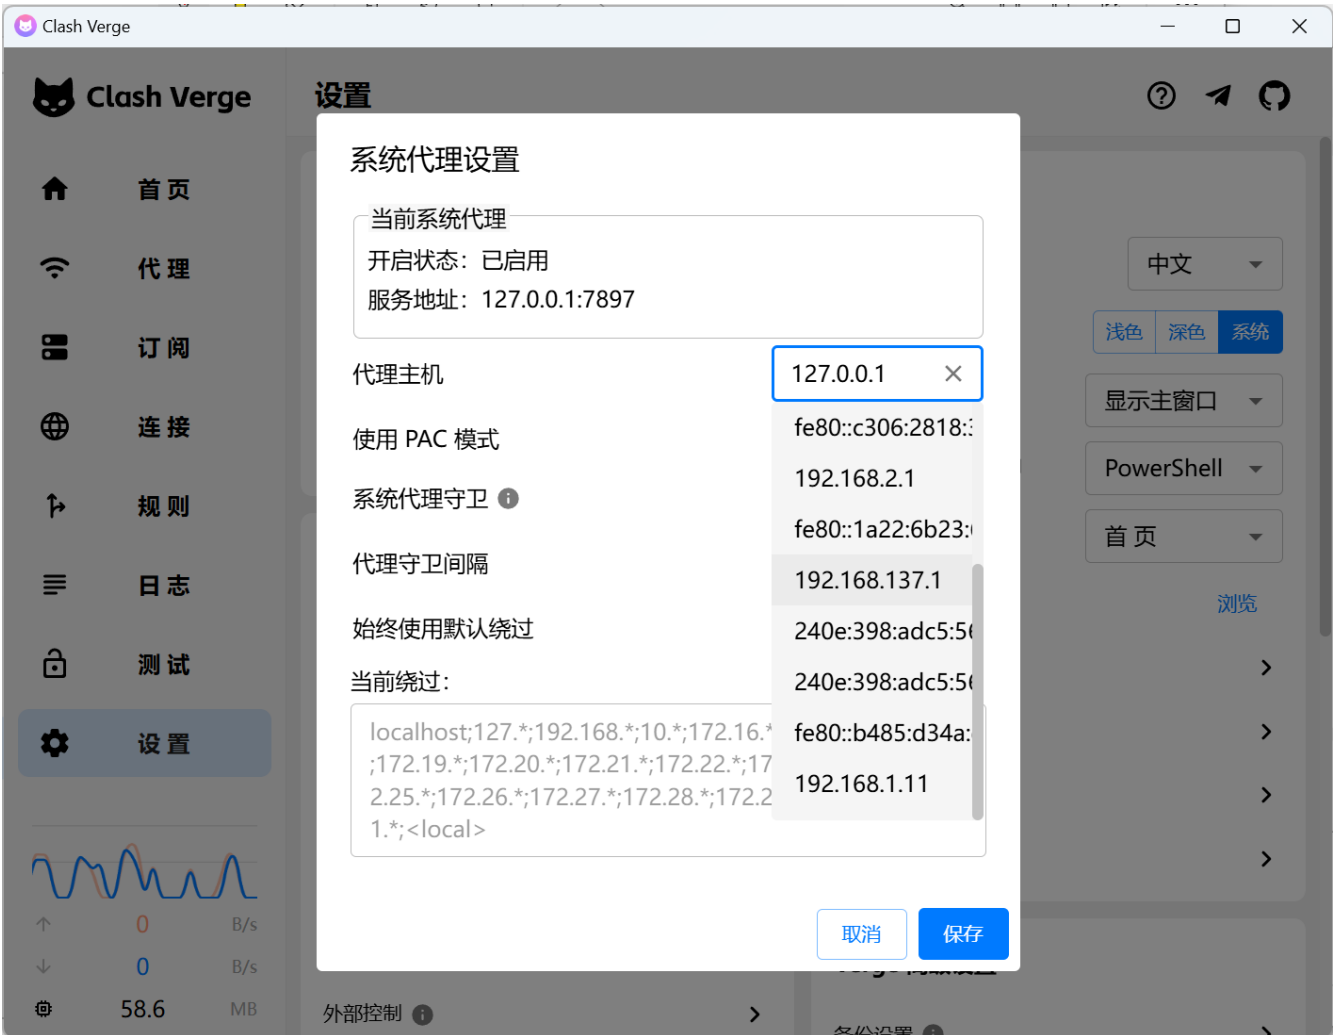 Clash Verge
Clash Verge
设置
首页
代理
订阅
连接
规则
日志
测试
设置
0 B/s
0 B/s
58.6 MB
系统代理设置
当前系统代理
开启状态：已启用
服务地址：127.0.0.1:7897
代理主机
127.0.0.1
使用 PAC 模式
系统代理守卫
代理守卫间隔
始终使用默认绕过
当前绕过：
fe80::c306:2818:
192.168.2.1
fe80::1a22:6b23:
192.168.137.1
240e:398:adc5:56
240e:398:adc5:56
fe80::b485:d34a:
192.168.1.11
localhost;127.*;192.168.*;10.*;172.16.*
;172.19.*;172.20.*;172.21.*;172.22.*;17
2.25.*;172.26.*;172.27.*;172.28.*;172.2
1.*;<local>
取消
保存
中文
浅色 深色 系统
显示主窗口
PowerShell
首页
浏览
外部控制
备份设置